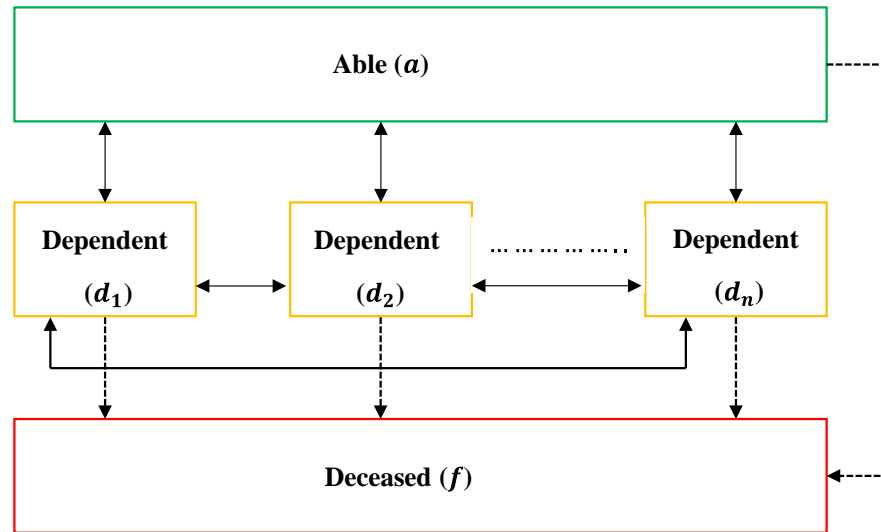 Able (a)
Dependent
(d₁)
Dependent
(d₂)
… … … … … . .
Dependent
(dₙ)
Deceased (f)